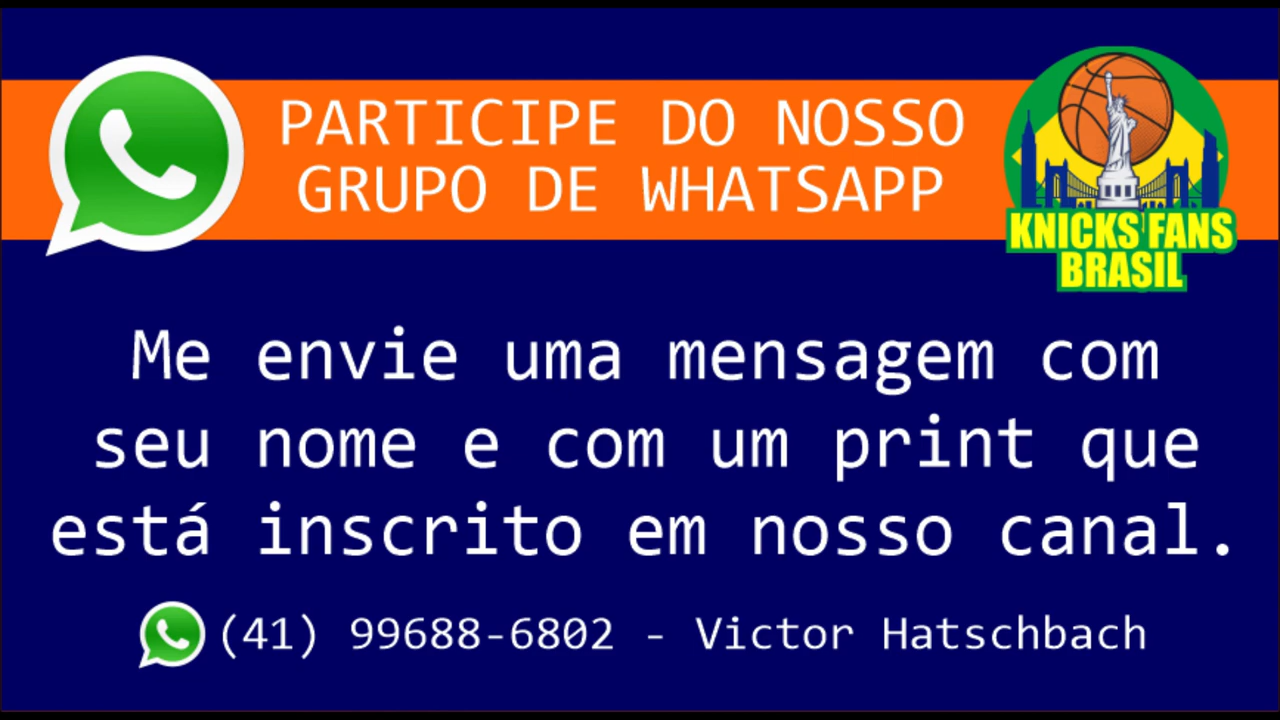 PARTICIPE DO NOSSO
GRUPO DE WHATSAPP
KNICKS FANS
BRASIL
Me envie uma mensagem com
seu nome e com um print que
está inscrito em nosso canal.
(41) 99688-6802 - Victor Hatschbach